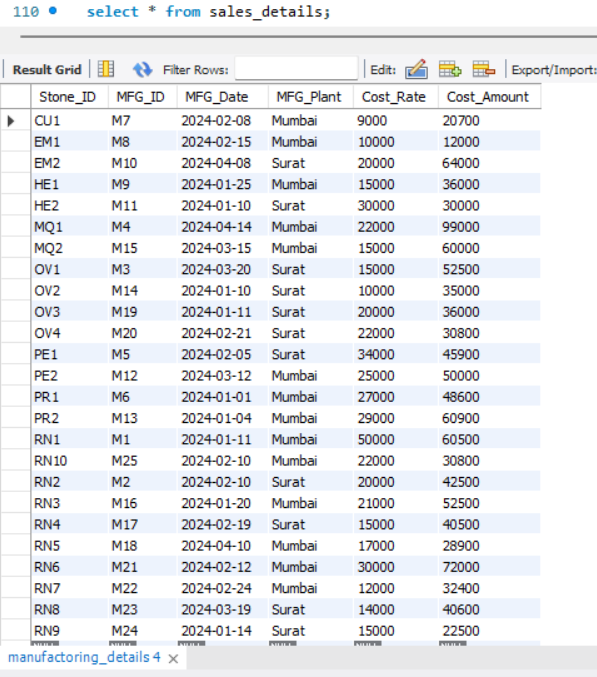 110 select * from sales_details;
Result Grid Filter Rows: Edit: Export/Import:
Stone_ID MFG_ID MFG_Date MFG_Plant Cost_Rate Cost_Amount
CU1 M7 2024-02-08 Mumbai 9000 20700
EM1 M8 2024-02-15 Mumbai 10000 12000
EM2 M10 2024-04-08 Surat 20000 64000
HE1 M9 2024-01-25 Mumbai 15000 36000
HE2 M11 2024-01-10 Surat 30000 30000
MQ1 M4 2024-04-14 Mumbai 22000 99000
MQ2 M15 2024-03-15 Mumbai 15000 60000
OV1 M3 2024-03-20 Surat 15000 52500
OV2 M14 2024-01-10 Surat 10000 35000
OV3 M19 2024-01-11 Surat 20000 36000
OV4 M20 2024-02-21 Surat 22000 30800
PE1 M5 2024-02-05 Surat 34000 45900
PE2 M12 2024-03-12 Mumbai 25000 50000
PR1 M6 2024-01-01 Mumbai 27000 48600
PR2 M13 2024-01-04 Mumbai 29000 60900
RN1 M1 2024-01-11 Mumbai 50000 60500
RN10 M25 2024-02-10 Mumbai 22000 30800
RN2 M2 2024-02-10 Surat 20000 42500
RN3 M16 2024-01-20 Mumbai 21000 52500
RN4 M17 2024-02-19 Surat 15000 40500
RN5 M18 2024-04-10 Mumbai 17000 28900
RN6 M21 2024-02-12 Mumbai 30000 72000
RN7 M22 2024-02-24 Mumbai 12000 32400
RN8 M23 2024-03-19 Surat 14000 40600
RN9 M24 2024-01-14 Surat 15000 22500
manufactoring_details 4